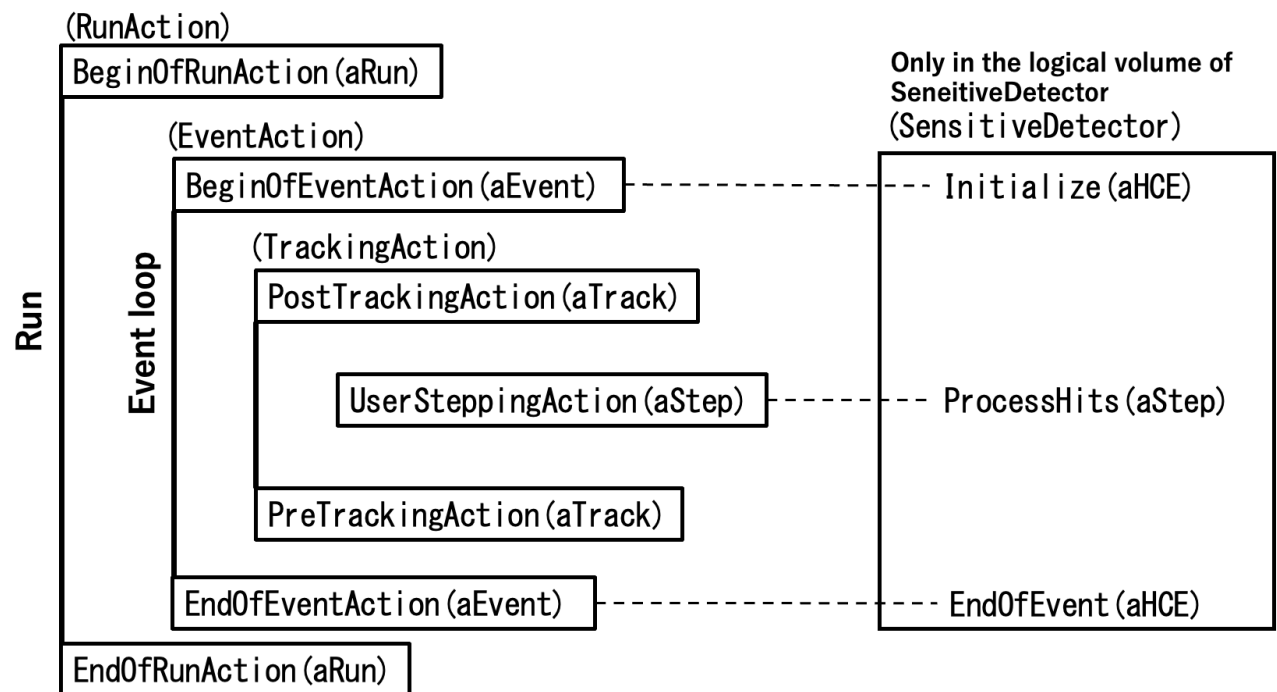 (RunAction)
BeginOfRunAction(aRun)
Only in the logical volume of
SeneitiveDetector
(SensitiveDetector)
(EventAction)
BeginOfEventAction(aEvent)
Initialize(aHCE)
(TrackingAction)
PostTrackingAction(aTrack)
Run
Event loop
UserSteppingAction(aStep)
ProcessHits(aStep)
PreTrackingAction(aTrack)
EndOfEventAction(aEvent)
EndOfEvent(aHCE)
EndOfRunAction(aRun)